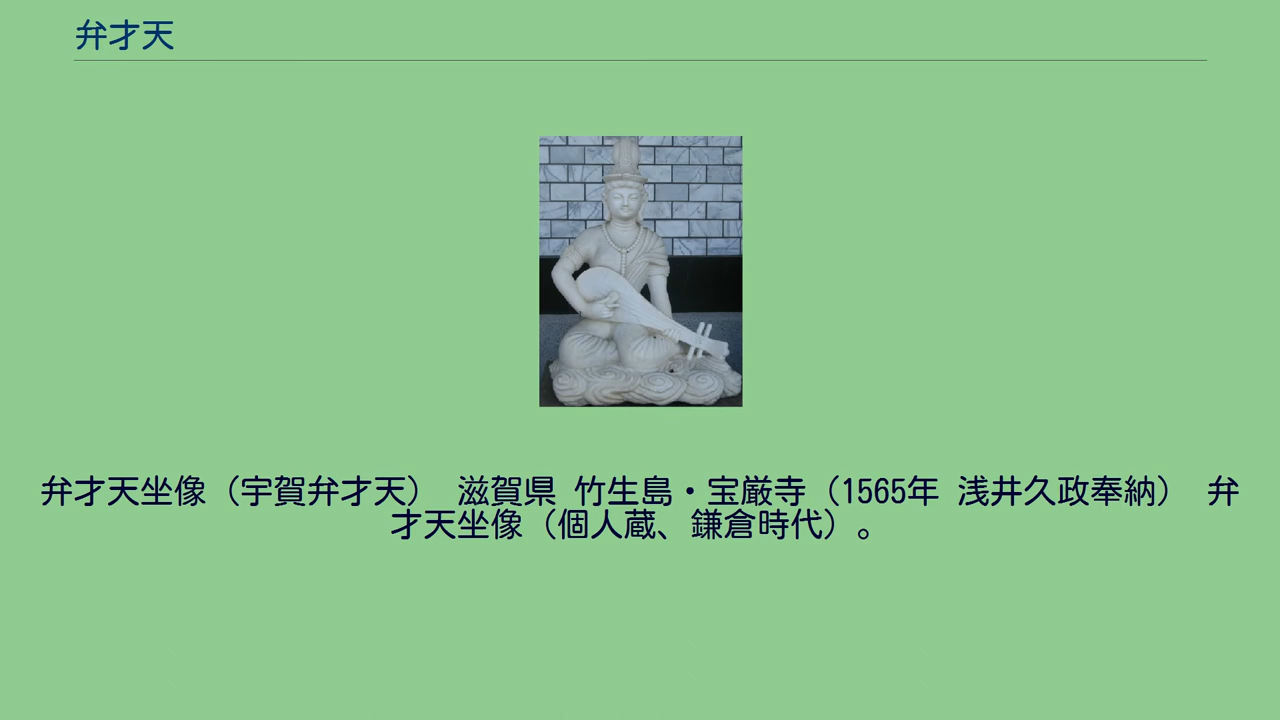 弁才天
弁才天坐像（宇賀弁才天） 滋賀県 竹生島・宝厳寺（1565年 浅井久政奉納） 弁
才天坐像（個人蔵、鎌倉時代）。